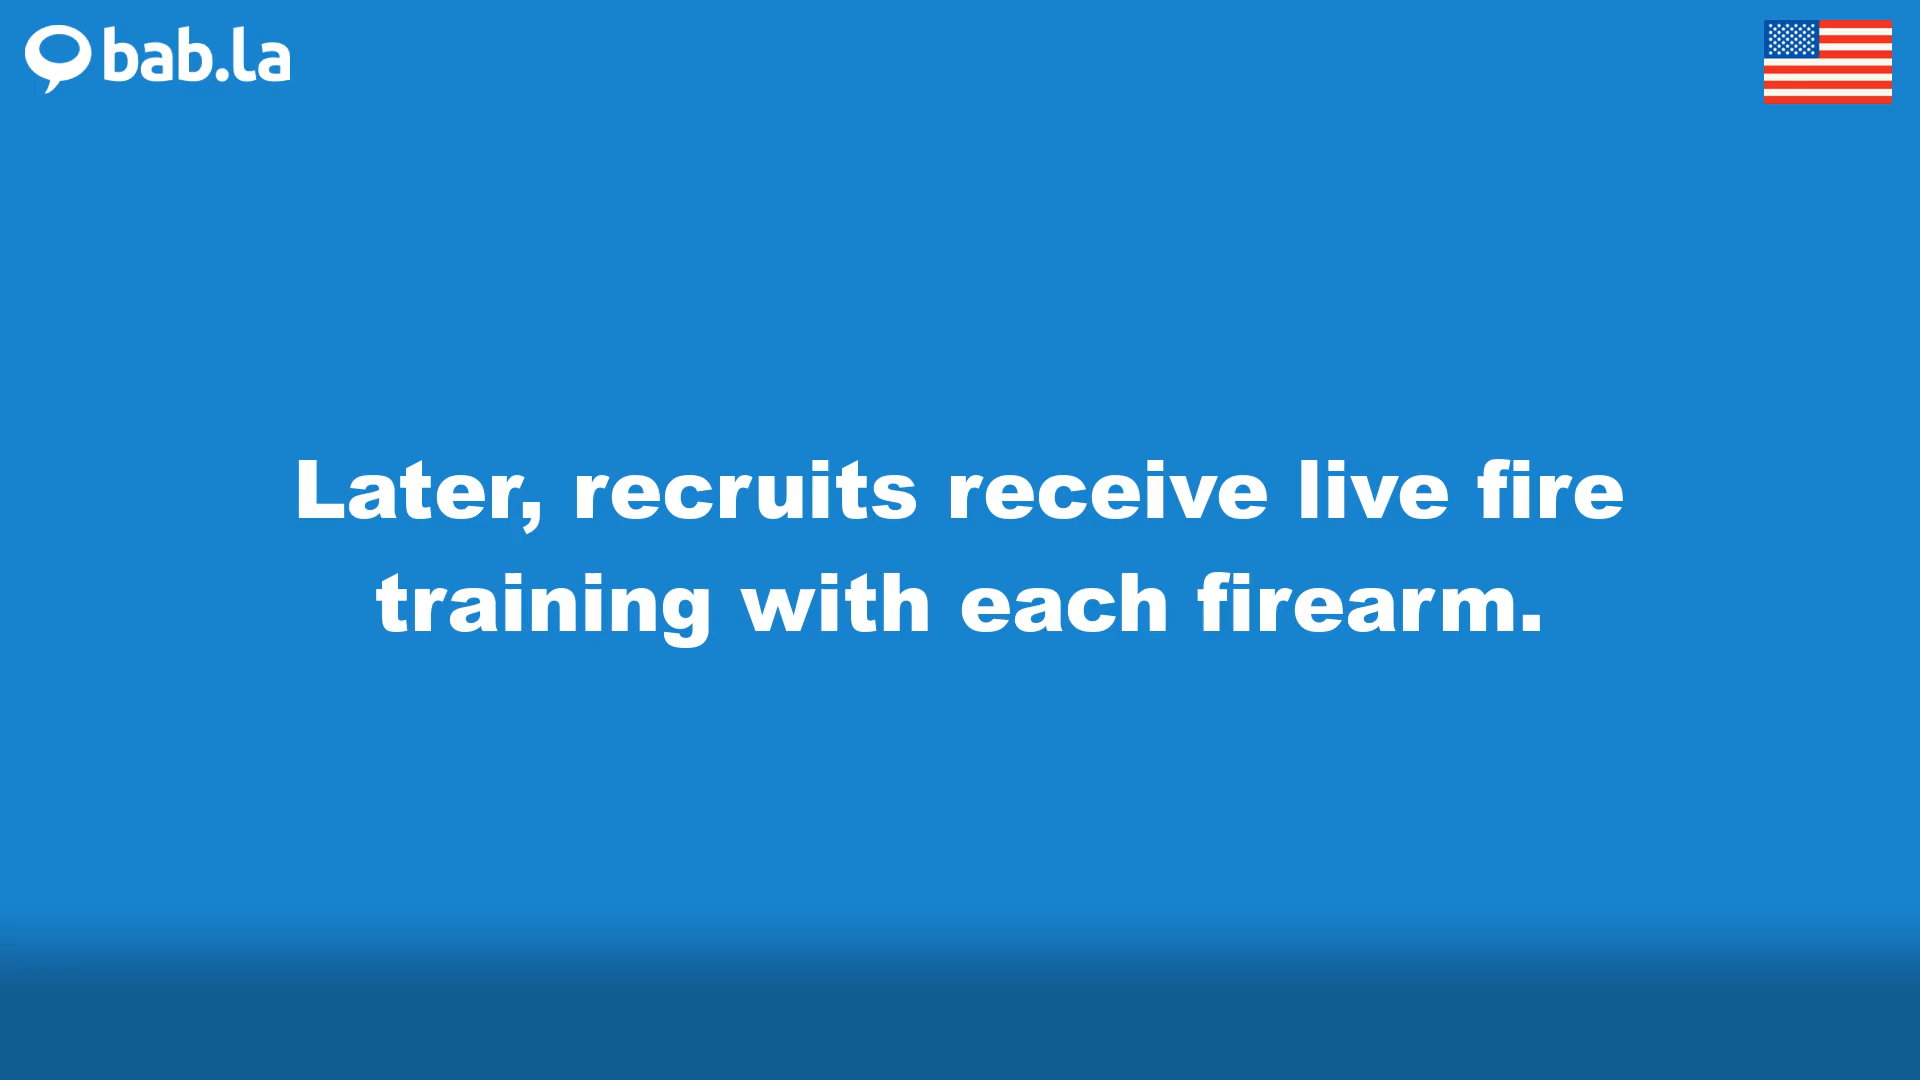 bab.la
Later, recruits receive live fire
training with each firearm.